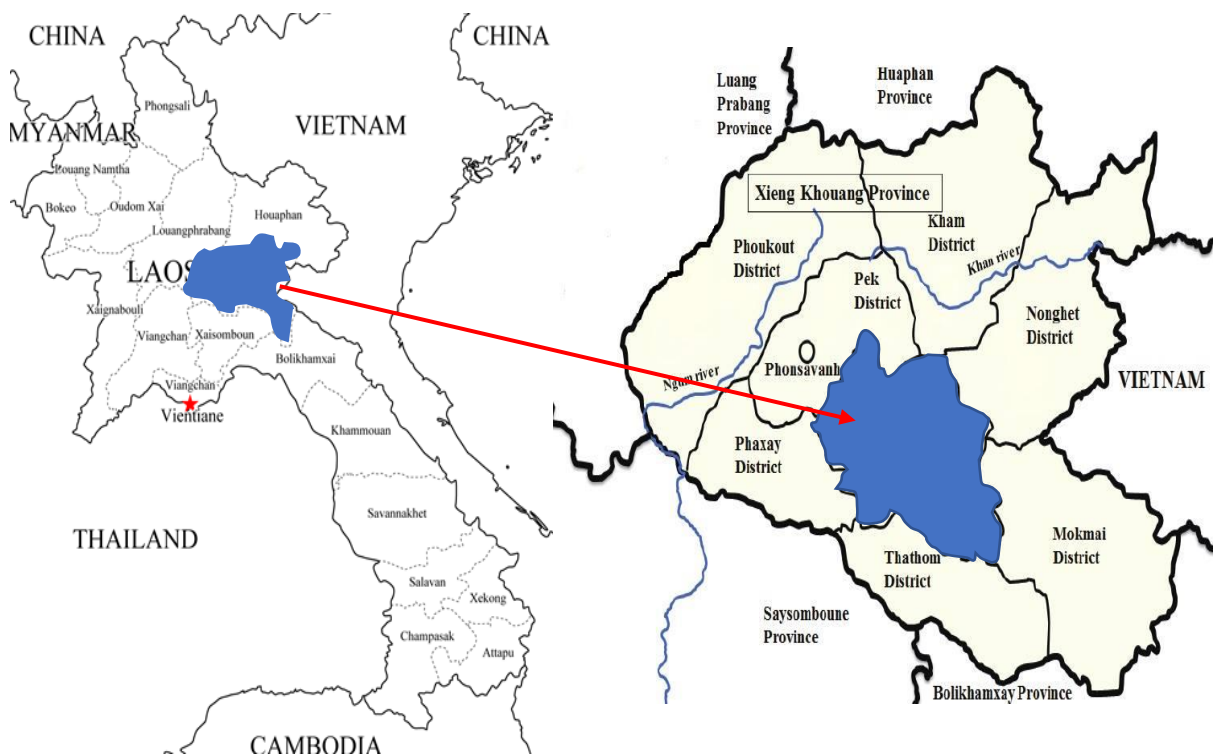 CHINA
CHINA
Phongsali
VIETNAM
MYANMAR
Louang Namtha
Bokeo
Oudom Xai
Houaphan
Louangphrabang
LAOS
Xaignabouli
Viangchan
Xaisomboun
Bolikhamxai
Viangchan
Vientiane
Khammouan
Savannakhet
THAILAND
Salavan
Xekong
Champasak
Attapu
CAMBODIA
Luang
Prabang
Province
Huaphan
Province
Xieng Khouang Province
Kham
District
Phoukout
District
Khan river
Pek
District
Nonghet
District
Phonsavanh
Ngum river
VIETNAM
Phaxay
District
Mokmai
District
Thathom
District
Saysomboune
Province
Bolikhamxay Province